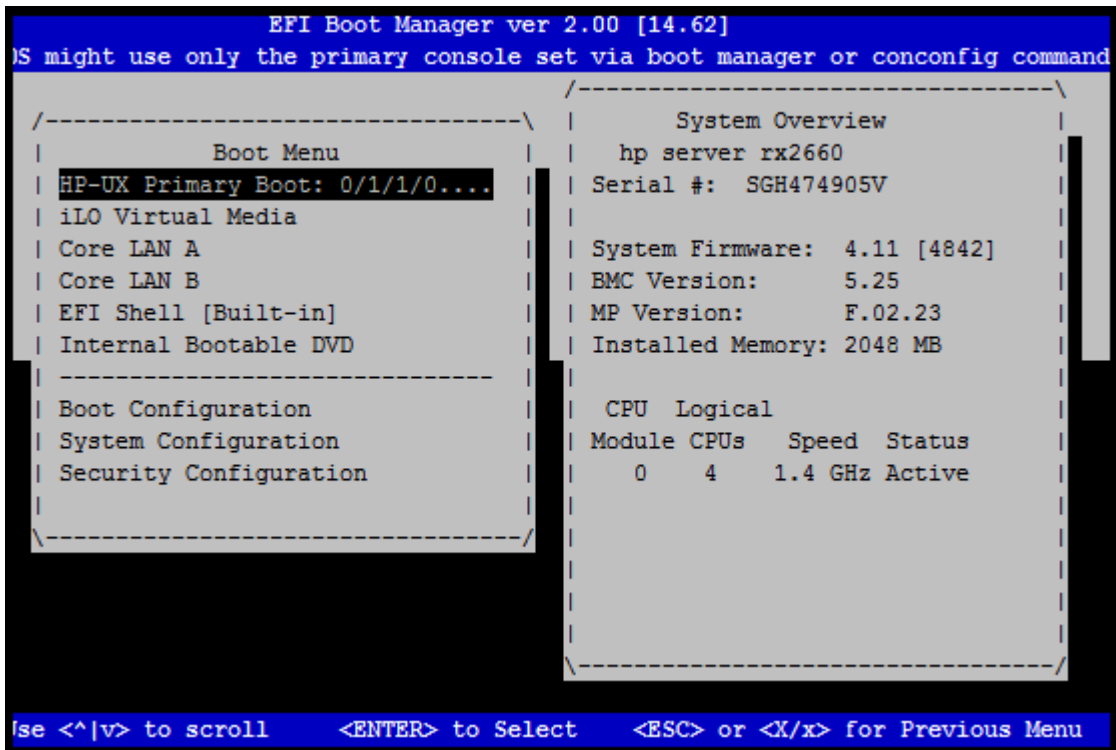 EFI Boot Manager ver 2.00 [14.62]
OS might use only the primary console set via boot manager or conconfig command
Boot Menu
HP-UX Primary Boot: 0/1/1/0....
iLO Virtual Media
Core LAN A
Core LAN B
EFI Shell [Built-in]
Internal Bootable DVD
Boot Configuration
System Configuration
Security Configuration
System Overview
hp server rx2660
Serial #: SGH474905V
System Firmware: 4.11 [4842]
BMC Version: 5.25
MP Version: F.02.23
Installed Memory: 2048 MB
CPU Logical
Module CPUs Speed Status
0 4 1.4 GHz Active
Use <^|v> to scroll <ENTER> to Select <ESC> or <X/x> for Previous Menu